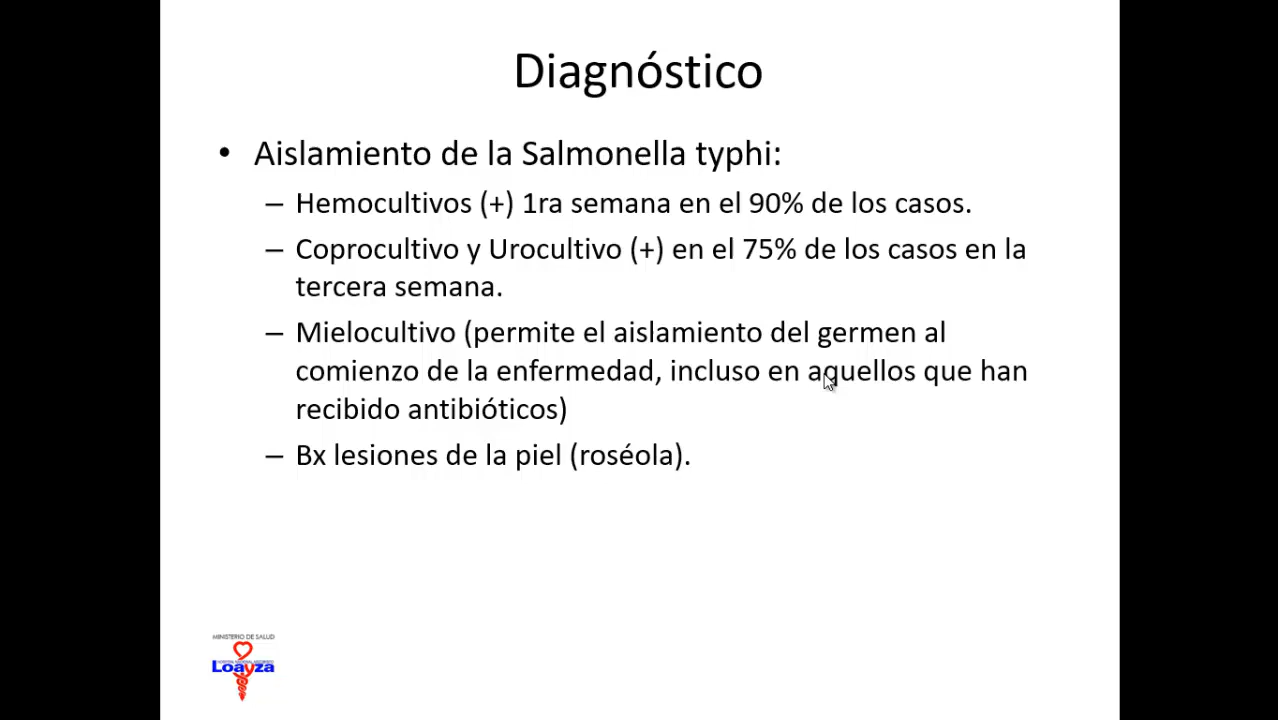 Diagnóstico
• Aislamiento de la Salmonella typhi:
– Hemocultivos (+) 1ra semana en el 90% de los casos.
– Coprocultivo y Urocultivo (+) en el 75% de los casos en la
tercera semana.
– Mielocultivo (permite el aislamiento del germen al
comienzo de la enfermedad, incluso en aquellos que han
recibido antibióticos)
– Bx lesiones de la piel (roséola).
MINISTERIO DE SALUD
Loayza